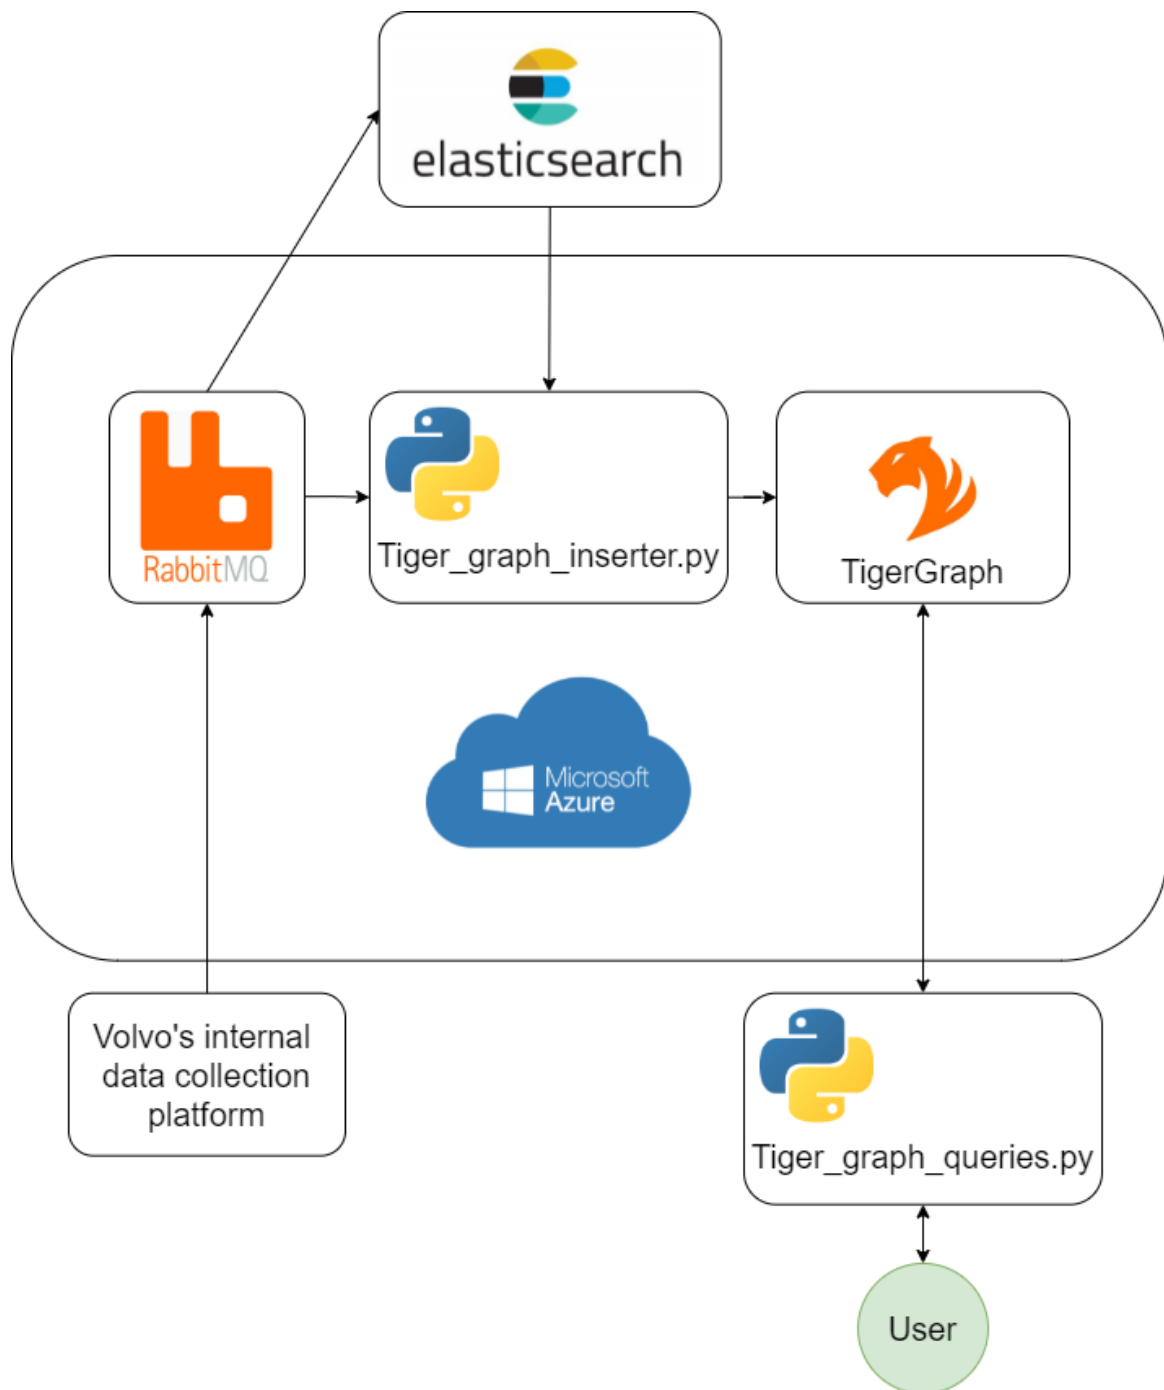 elasticsearch
RabbitMQ
Tiger_graph_inserter.py
TigerGraph
Microsoft
Azure
Volvo's internal
data collection
platform
Tiger_graph_queries.py
User